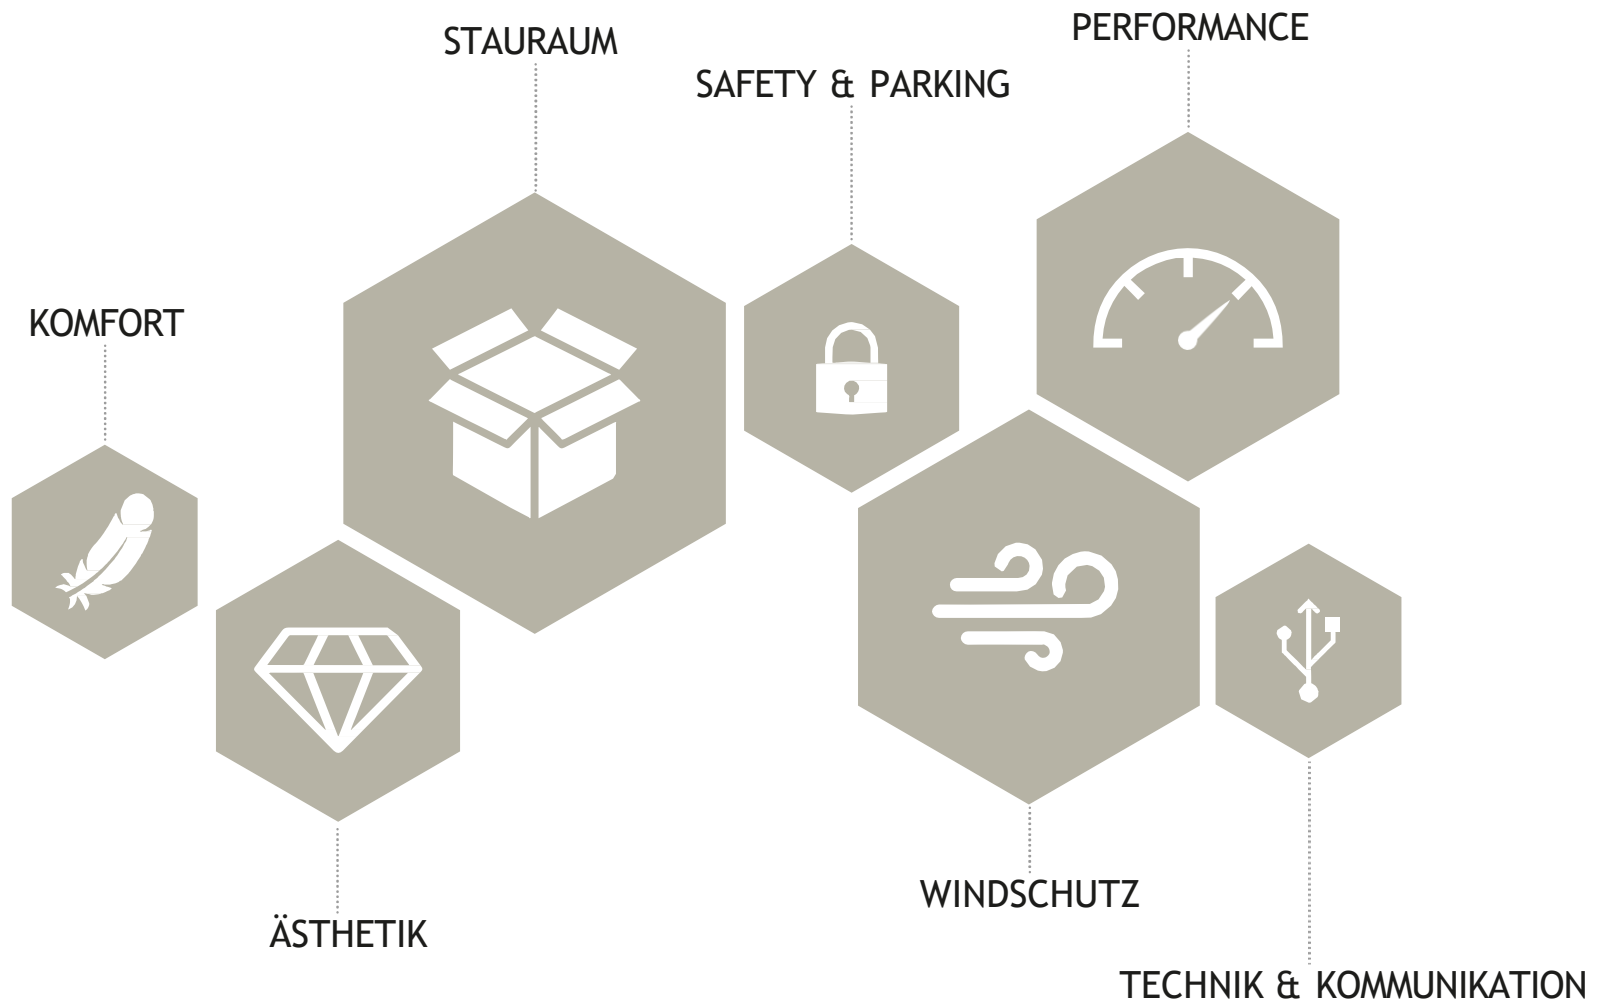 PERFORMANCE
STAURAUM
SAFETY & PARKING
KOMFORT
WINDSCHUTZ
ÄSTHETIK
TECHNIK & KOMMUNIKATION